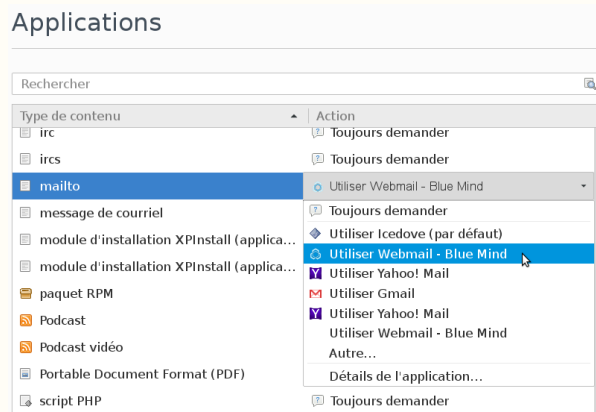 Applications
Rechercher
Type de contenu Action
irc Toujours demander
ircs Toujours demander
mailto Utiliser Webmail - Blue Mind
message de courriel Toujours demander
module d'installation XPInstall (applica... Utiliser Icedove (par défaut)
Utiliser Webmail - Blue Mind
module d'installation XPInstall (applica... Utiliser Yahoo! Mail
paquet RPM Utiliser Gmail
Podcast Utiliser Yahoo! Mail
Utiliser Webmail - Blue Mind
Podcast vidéo Autre...
Portable Document Format (PDF) Détails de l'application...
script PHP Toujours demander